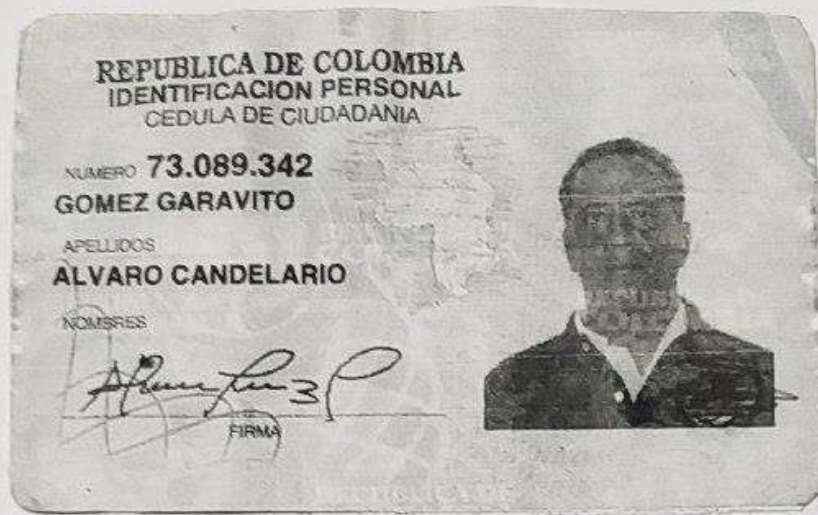 REPUBLICA DE COLOMBIA
IDENTIFICACION PERSONAL
CEDULA DE CIUDADANIA
NUMERO 73.089.342
GOMEZ GARAVITO
APELLIDOS
ALVARO CANDELARIO
NOMBRES
FIRMA